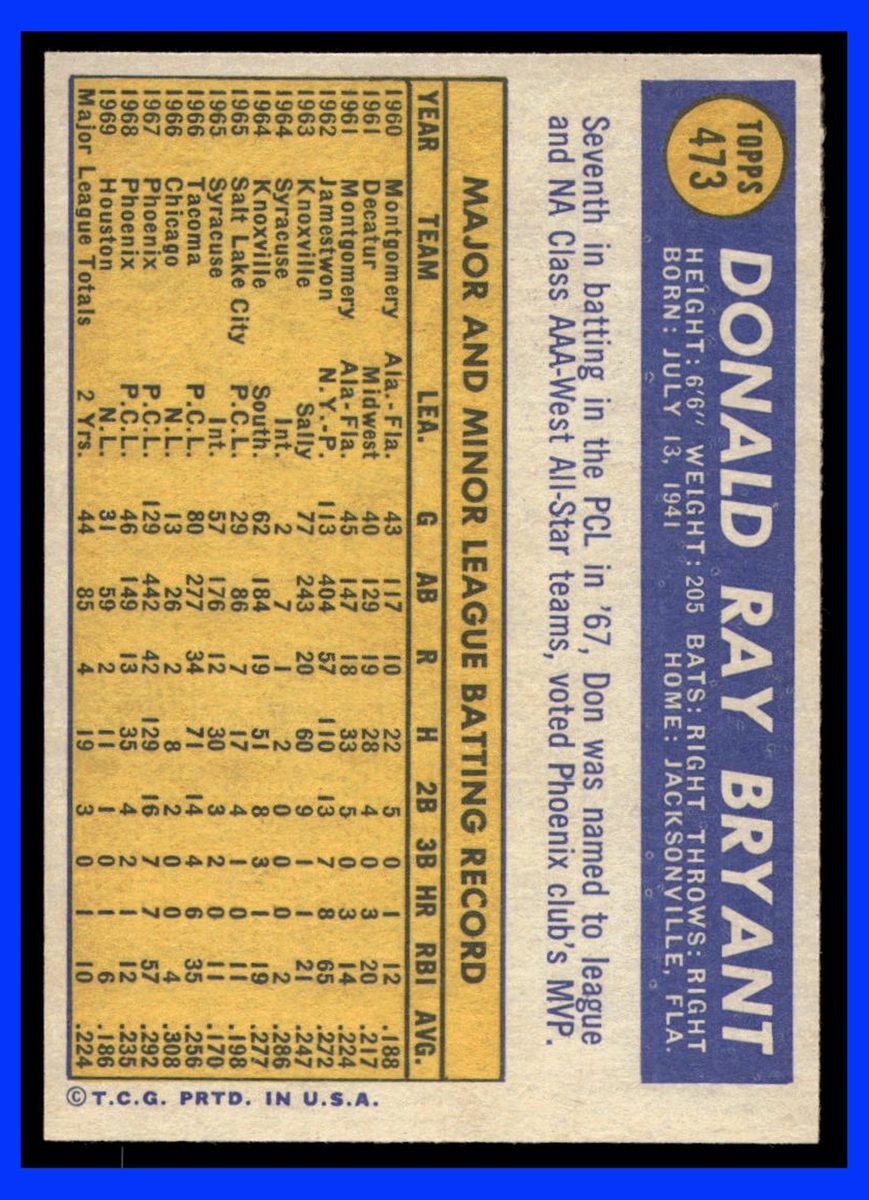 TOPPS
473
DONALD RAY BRYANT
HEIGHT: 6'6" WEIGHT: 205 BATS: RIGHT THROWS: RIGHT
BORN: JULY 13, 1941 HOME: JACKSONVILLE, FLA.
Seventh in batting in the PCL in '67, Don was named to league
and NA Class AAA-West All-Star teams, voted Phoenix club's MVP.
MAJOR AND MINOR LEAGUE BATTING RECORD
YEAR TEAM LEA. G AB R H 2B 3B HR RBI AVG.
1960 Montgomery Ala.-Fla. 43 117 10 22 5 0 1 12 .188
1961 Decatur Midwest 40 129 19 28 4 0 3 20 .217
1961 Montgomery Ala-Fla. 45 147 18 33 5 0 3 14 .224
1962 Jamestwon N.Y.-P. 113 404 57 110 13 7 8 65 .272
1963 Knoxville Sally 77 243 20 60 9 1 1 21 .247
1964 Syracuse Int. 2 7 1 2 0 0 0 2 .286
1964 Knoxville South. 62 184 19 51 8 3 1 19 .277
1965 Salt Lake City P.C.L. 29 86 7 17 4 1 0 11 .198
1965 Syracuse Int. 57 176 12 30 3 2 0 11 .170
1966 Tacoma P.C.L. 80 277 34 71 14 4 6 35 .256
1966 Chicago N.L. 13 26 2 8 2 0 0 4 .308
1967 Phoenix P.C.L. 129 442 42 129 16 7 7 57 .292
1968 Phoenix P.C.L. 46 149 13 35 4 2 1 12 .235
1969 Houston N.L. 31 59 2 11 1 0 1 6 .186
Major League Totals 2 Yrs. 44 85 4 19 3 0 1 10 .224
© T.C.G. PRTD. IN U.S.A.